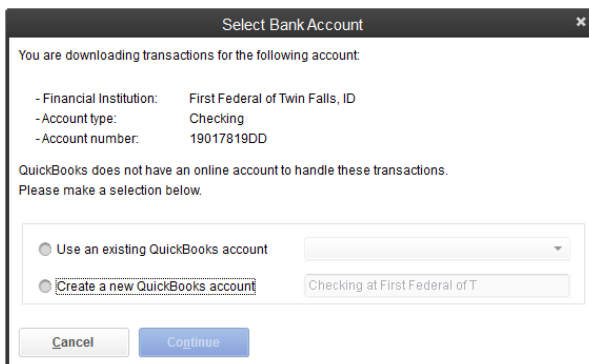 Select Bank Account
You are downloading transactions for the following account:
- Financial Institution: First Federal of Twin Falls, ID
- Account type: Checking
- Account number: 19017819DD
QuickBooks does not have an online account to handle these transactions.
Please make a selection below.
Use an existing QuickBooks account
Create a new QuickBooks account Checking at First Federal of T
Cancel Continue